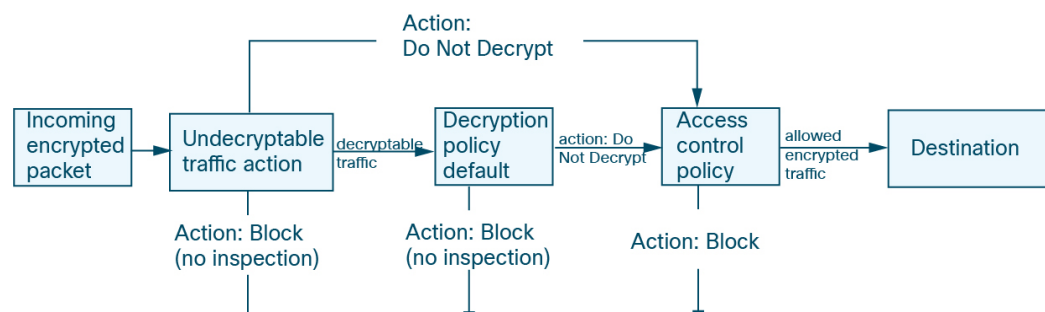 Action:
Do Not Decrypt
Incoming
encrypted
packet
Undecryptable
traffic action
decryptable
traffic
Decryption
policy
default
action: Do
Not Decrypt
Access
control
policy
allowed
encrypted
traffic
Destination
Action: Block
(no inspection)
Action: Block
(no inspection)
Action: Block